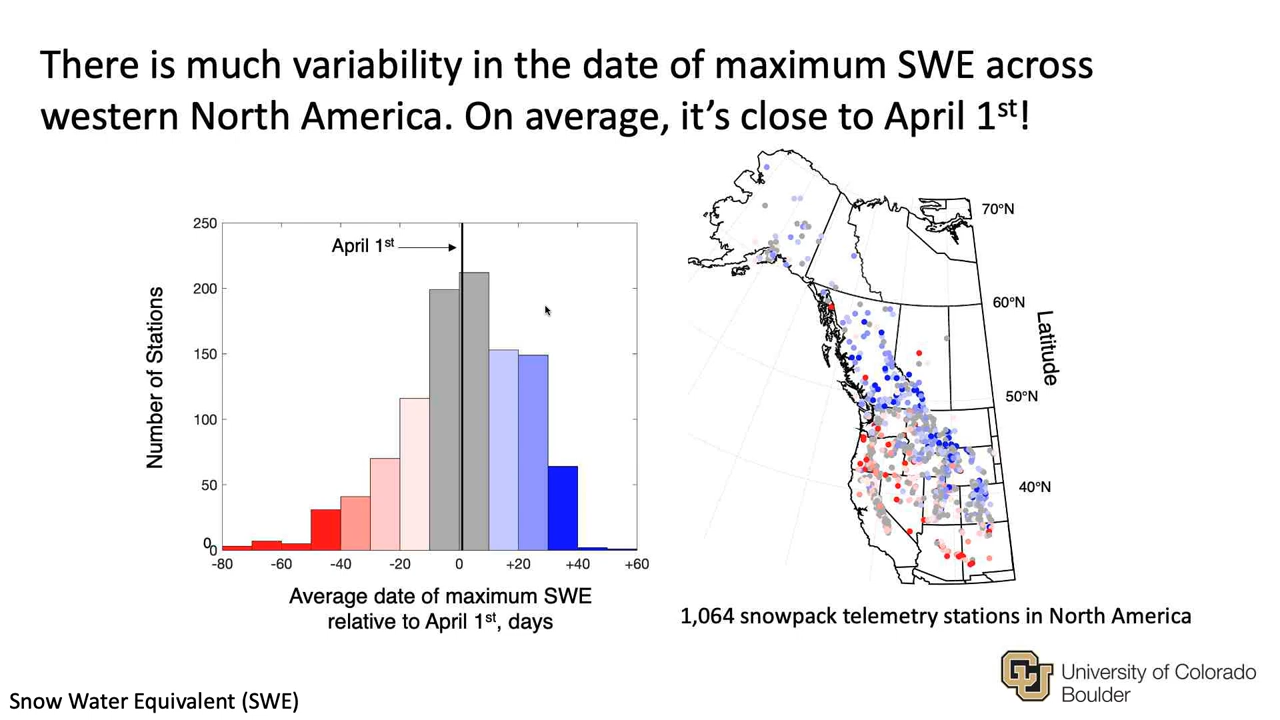 There is much variability in the date of maximum SWE across
western North America. On average, it's close to April 1st!
250
200
150
100
50
0
0
Number of Stations
April 1st
-80 -60 -40 -20 0 +20 +40 +60
Average date of maximum SWE
relative to April 1st, days
70°N
60°N
50°N
40°N
Latitude
1,064 snowpack telemetry stations in North America
Snow Water Equivalent (SWE)
CU
University of Colorado
Boulder